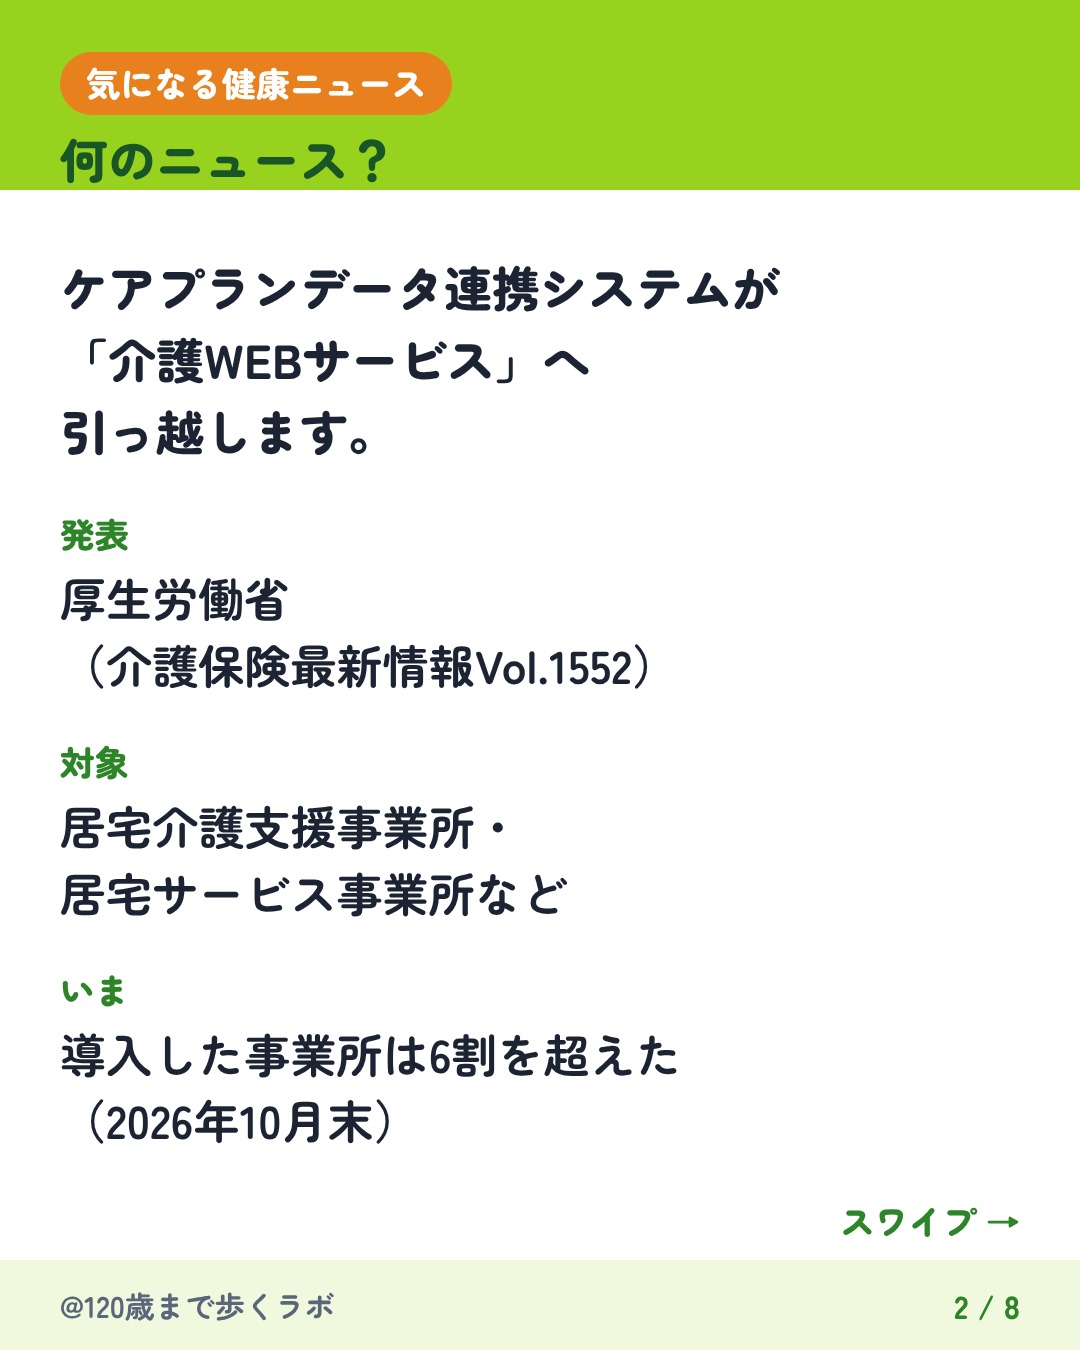 気になる健康ニュース
何のニュース？
ケアプランデータ連携システムが
「介護WEBサービス」へ
引っ越します。
発表
厚生労働省
（介護保険最新情報Vol.1552）
対象
居宅介護支援事業所・
居宅サービス事業所など
いま
導入した事業所は6割を超えた
（2026年10月末）
スワイプ →
@120歳まで歩くラボ
2 / 8